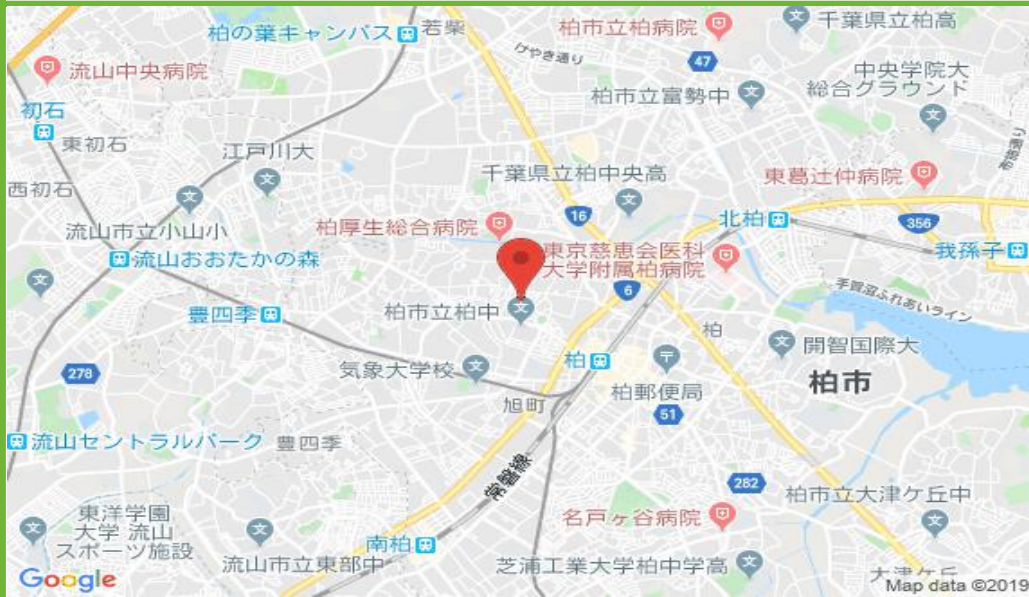 柏の葉キャンパス
若柴
柏市立柏病院
千葉県立柏高
けやき通り
47
流山中央病院
中央学院大
総合グラウンド
柏市立富勢中
初石
東初石
江戸川大
西初石
千葉県立柏中央高
東葛辻仲病院
16
北柏
356
流山市立小山小
柏厚生総合病院
流山おおたかの森
東京慈恵会医科
大学附属柏病院
我孫子
6
手賀沼ふれあいライン
豊四季
柏市立柏中
柏
開智国際大
278
気象大学校
柏
柏市
柏郵便局
旭町
51
流山セントラルパーク
豊四季
常磐線
282
柏市立大津ケ丘中
東洋学園
大学 流山
スポーツ施設
名戸ヶ谷病院
南柏
流山市立東部中
芝浦工業大学柏中学高
大津ケ丘
Google
Map data ©2019